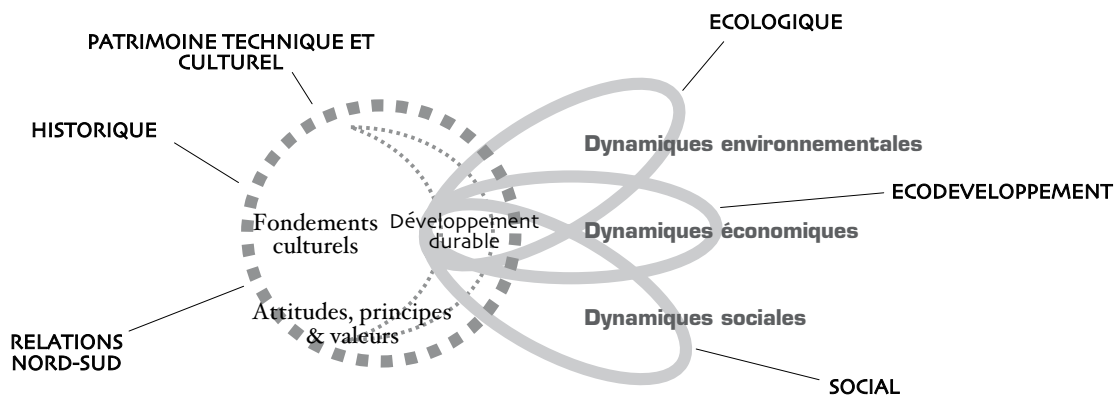 ECOLOGIQUE
PATRIMOINE TECHNIQUE ET
CULTUREL
HISTORIQUE
Dynamiques environnementales
ECODEVELOPPEMENT
Fondements
culturels
Développement
durable
Dynamiques économiques
Attitudes, principes
& valeurs
Dynamiques sociales
RELATIONS
NORD-SUD
SOCIAL